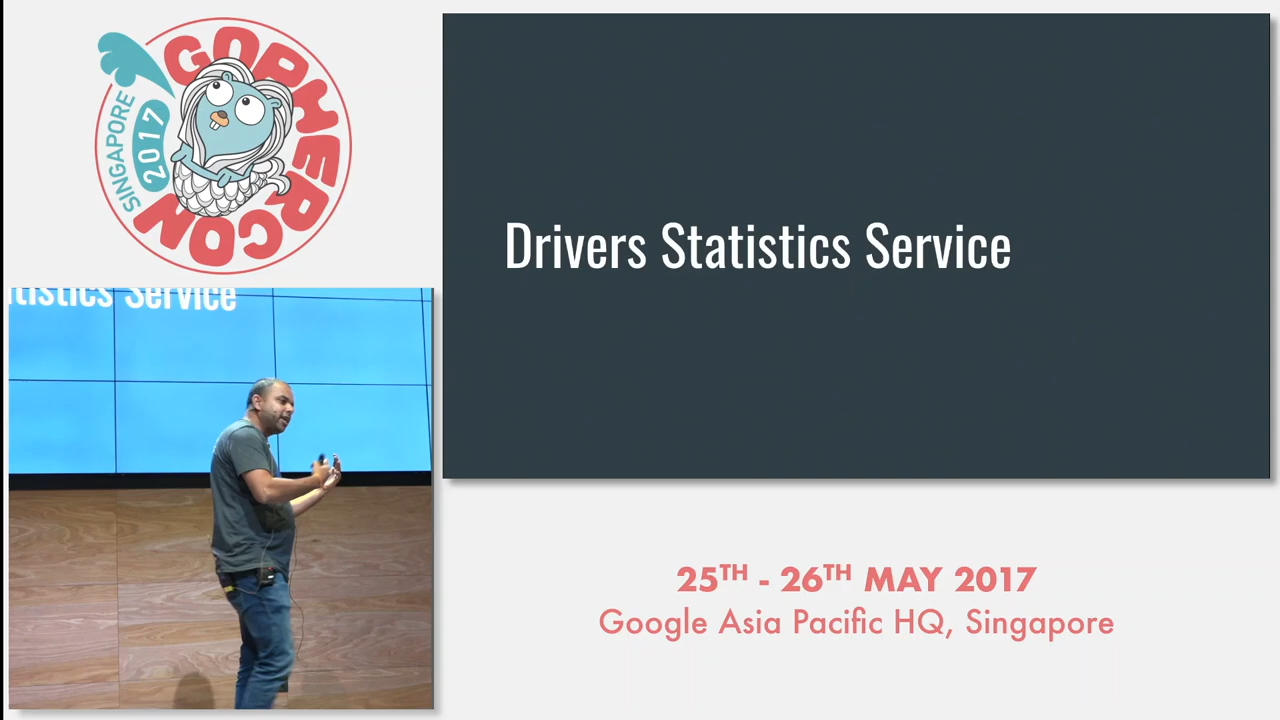 GOPHERCON
SINGAPORE
2017
Drivers Statistics Service
tistics Service
25TH - 26TH MAY 2017
Google Asia Pacific HQ, Singapore